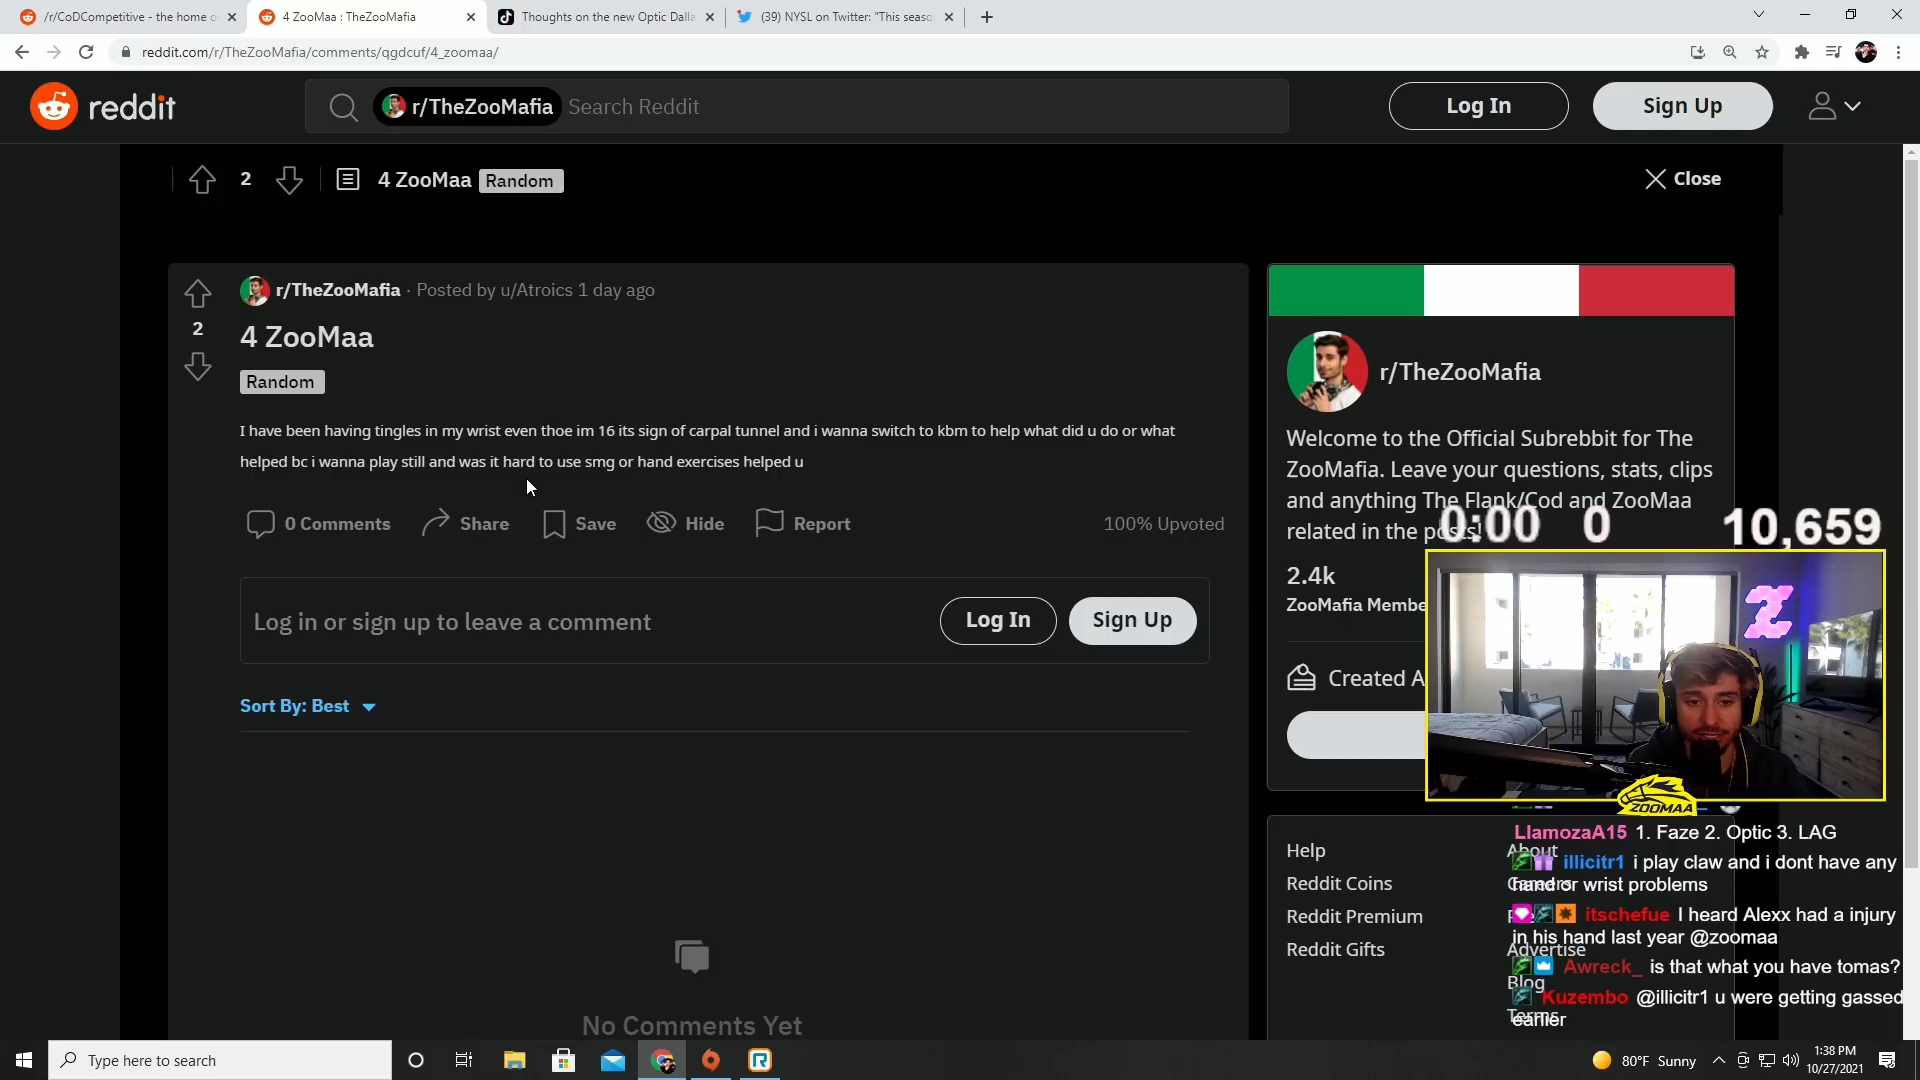 /r/CoDCompetitive - the home o
4 ZooMaa : TheZooMafia
Thoughts on the new Optic Dalla
(39) NYSL on Twitter: "This seaso
reddit.com/r/TheZooMafia/comments/qgdcuf/4_zoomaa/
reddit
r/TheZooMafia
Search Reddit
Log In
Sign Up
2
4 ZooMaa
Random
Close
r/TheZooMafia · Posted by u/Atroics 1 day ago
2
4 ZooMaa
Random
I have been having tingles in my wrist even thoe im 16 its sign of carpal tunnel and i wanna switch to kbm to help what did u do or what
helped bc i wanna play still and was it hard to use smg or hand exercises helped u
0 Comments
Share
Save
Hide
Report
100% Upvoted
Log in or sign up to leave a comment
Log In
Sign Up
Sort By: Best
No Comments Yet
r/TheZooMafia
Welcome to the Official Subrebbit for The
ZooMafia. Leave your questions, stats, clips
and anything The Flank/Cod and ZooMaa
related in the posts!
0:00
0
10,659
2.4k
ZooMafia Membe
Created A
Z
ZOOMAA
Help
Reddit Coins
Reddit Premium
Reddit Gifts
About
Careers
Advertise
Blog
Terms
LlamozaA15 1. Faze 2. Optic 3. LAG
illicitr1 i play claw and i dont have any
hand or wrist problems
itschefue I heard Alexx had a injury
in his hand last year @zoomaa
Awreck_ is that what you have tomas?
Kuzembo @illicitr1 u were getting gassed
earlier
Type here to search
80°F Sunny
1:38 PM
10/27/2021